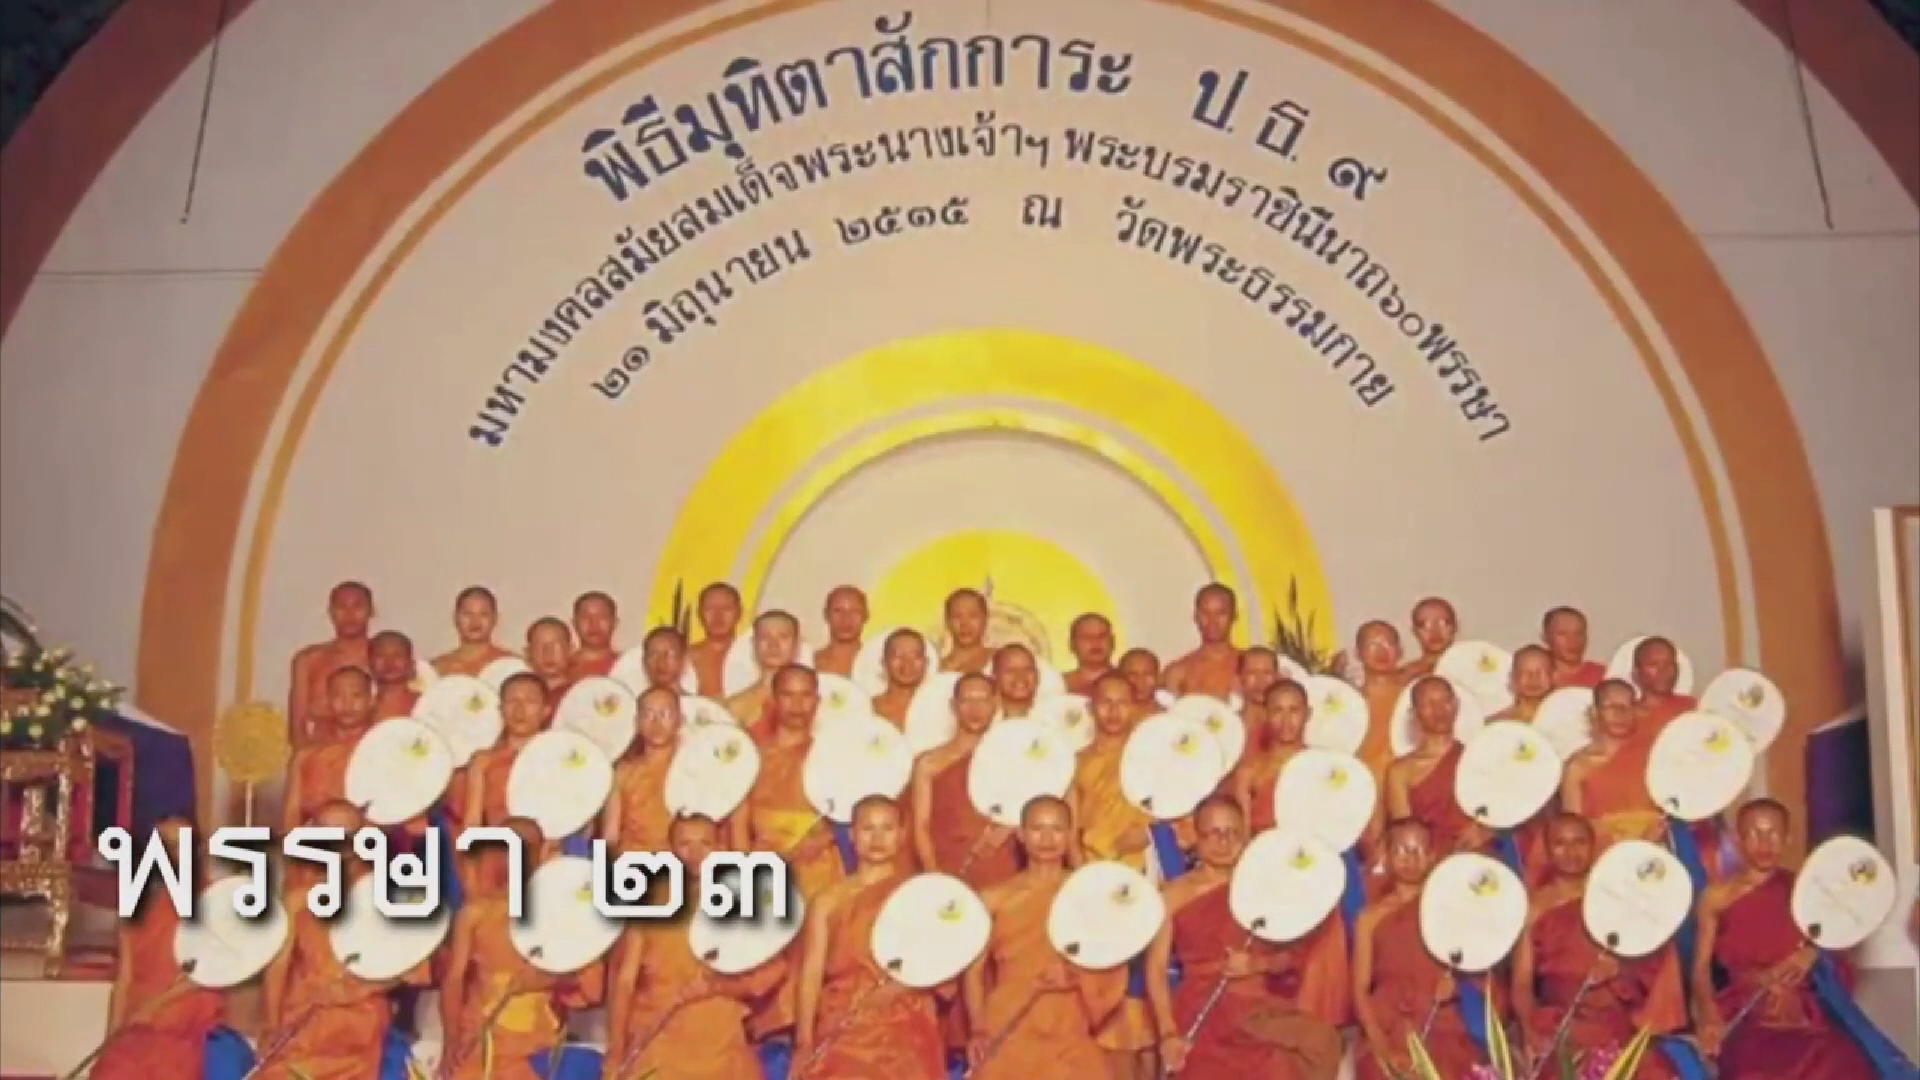 พิธีมุทิตาสักการะ ป.ธ.๙
มหามงคลสมัยสมเด็จพระนางเจ้าฯ พระบรมราชินีนาถ๖๐พรรษา
๒๑ มิถุนายน ๒๕๑๕ ณ วัดพระธรรมกาย
พรรษา ๒๓